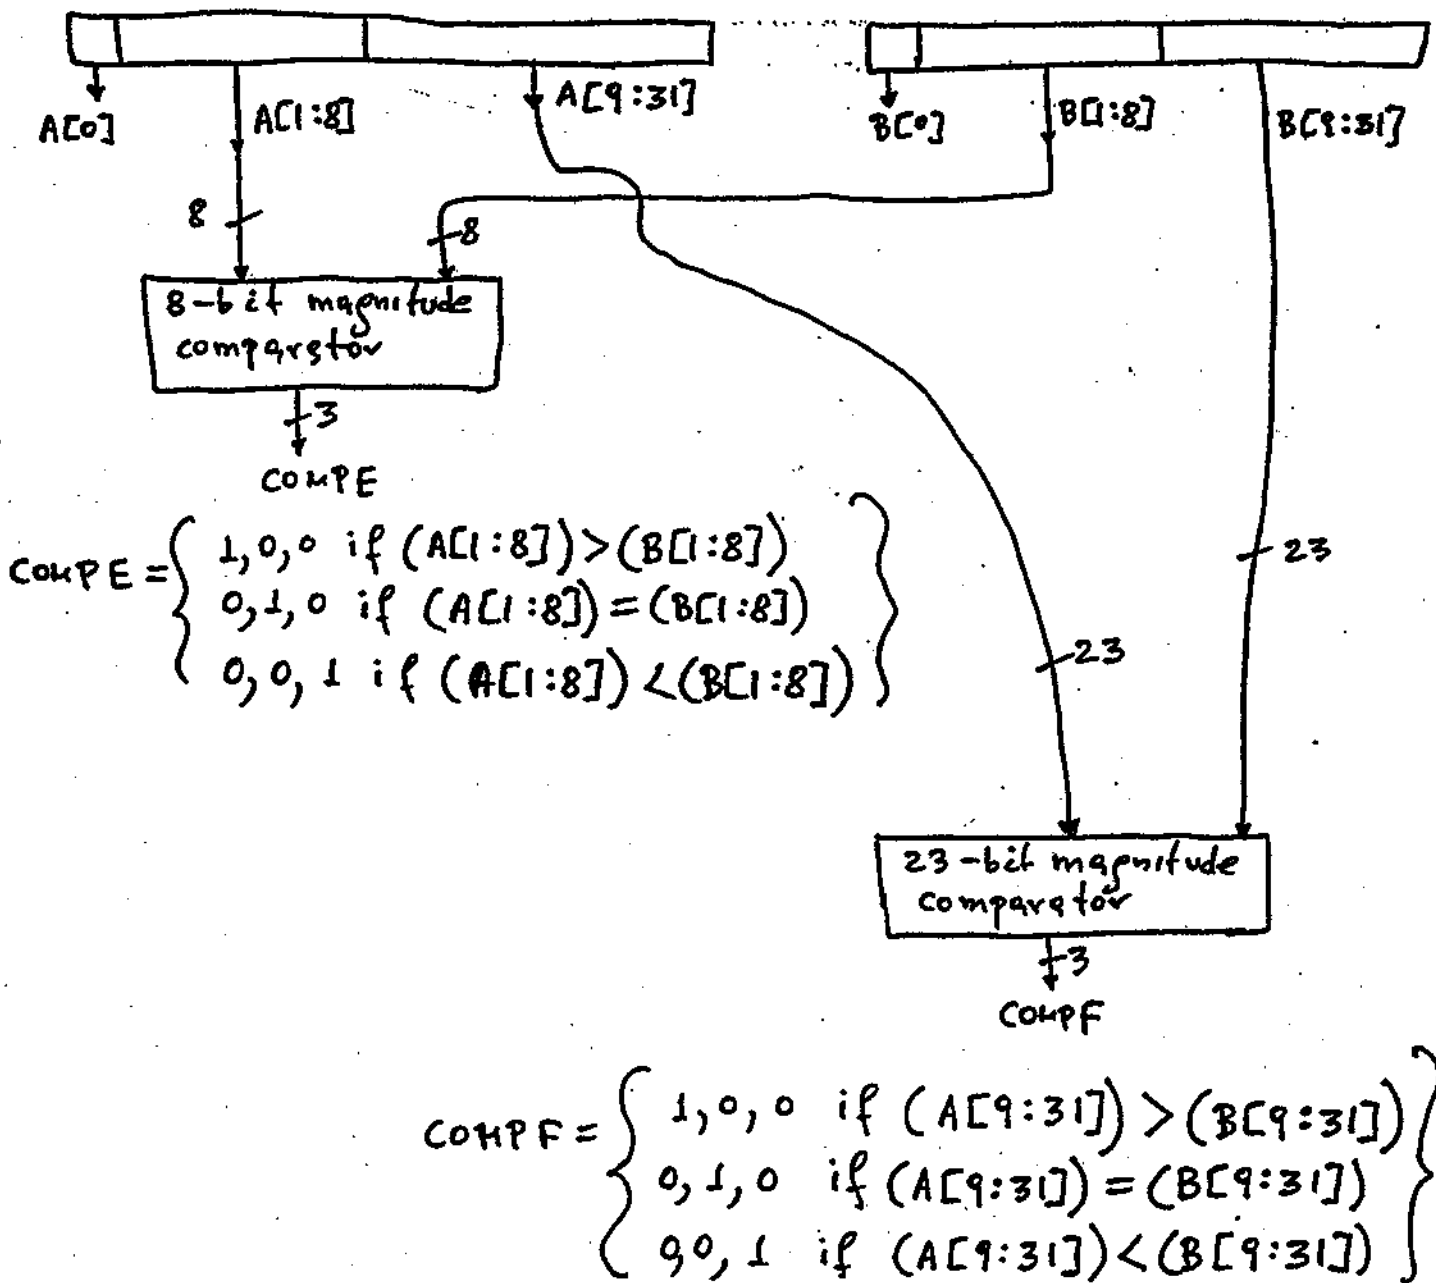 A[0]
A[1:8]
A[9:31]
B[0]
B[1:8]
B[9:31]
8
8
8-bit magnitude
comparator
3
COMPE
COMPE = { 1,0,0 if (A[1:8]) > (B[1:8])
0,1,0 if (A[1:8]) = (B[1:8])
0,0,1 if (A[1:8]) < (B[1:8]) }
23
23
23-bit magnitude
comparator
3
COMPF
COMPF = { 1,0,0 if (A[9:31]) > (B[9:31])
0,1,0 if (A[9:31]) = (B[9:31])
0,0,1 if (A[9:31]) < (B[9:31]) }